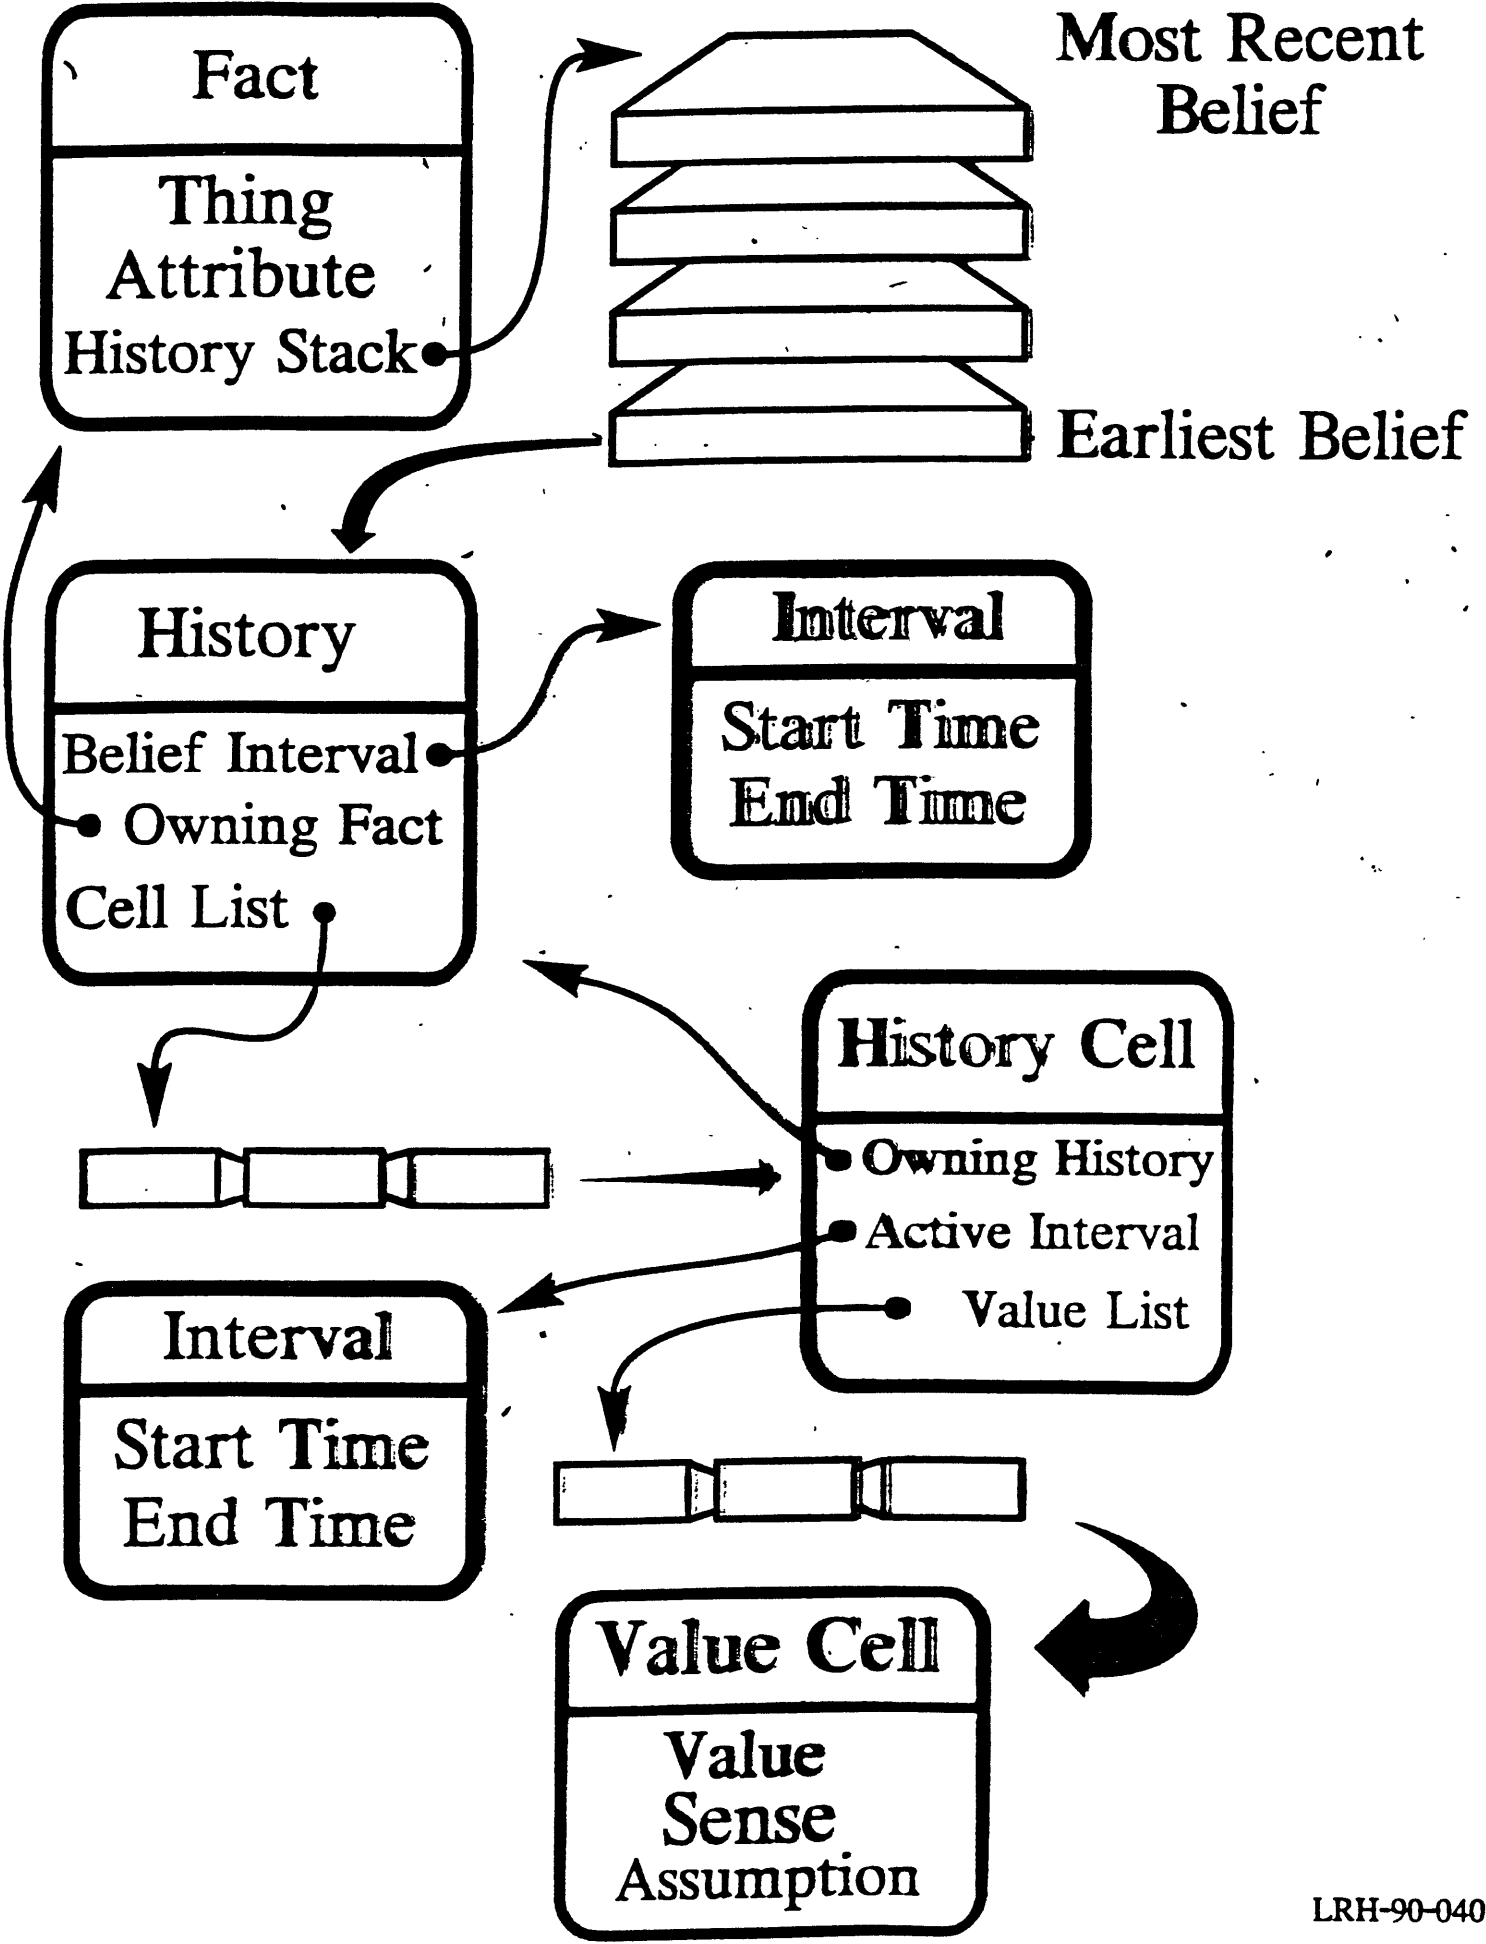 Fact
Thing
Attribute
History Stack
Most Recent
Belief
Earliest Belief
History
Belief Interval
Owning Fact
Cell List
Interval
Start Time
End Time
History Cell
Owning History
Active Interval
Value List
Interval
Start Time
End Time
Value Cell
Value
Sense
Assumption
LRH-90-040